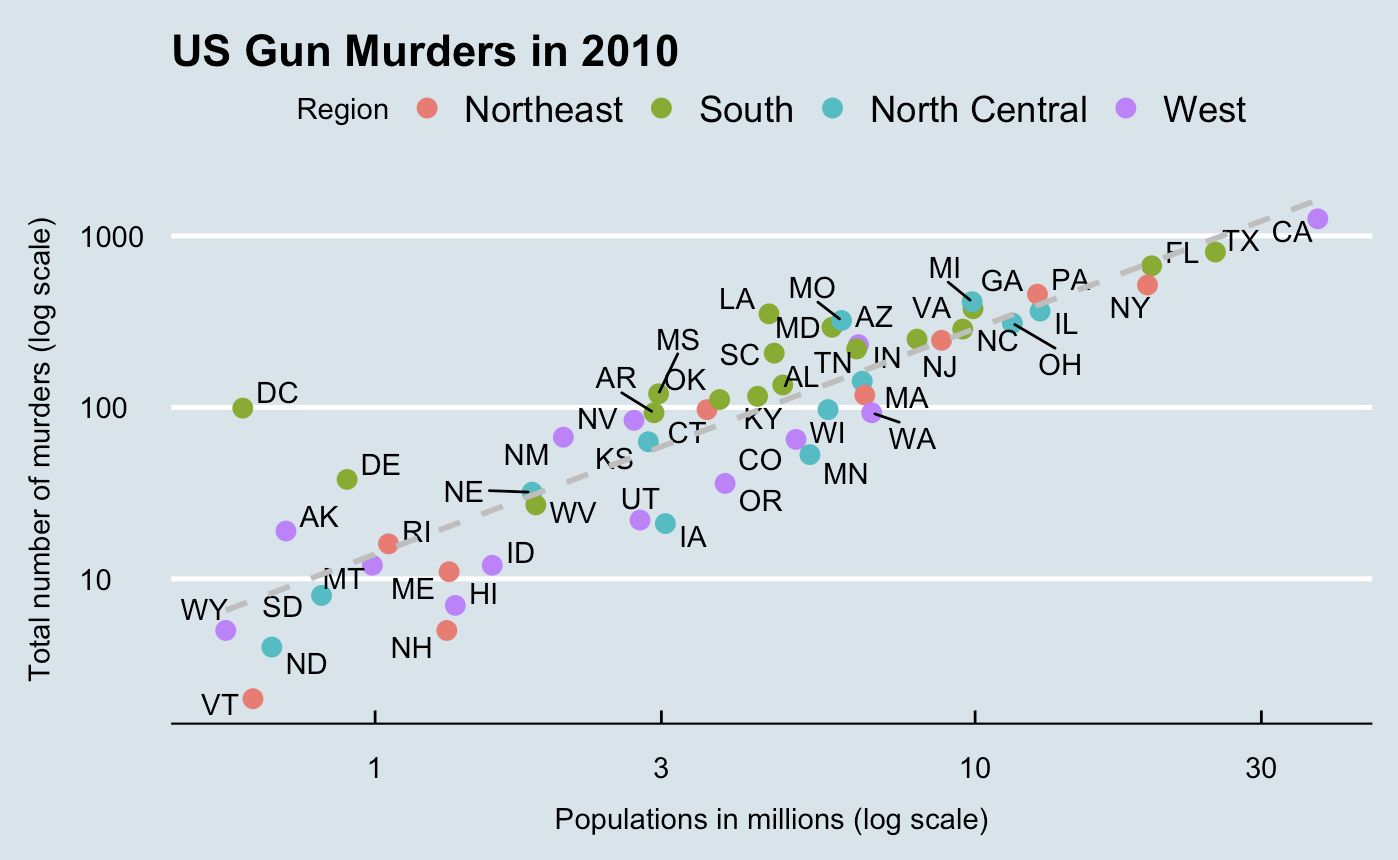 US Gun Murders in 2010
Region Northeast South North Central West
Total number of murders (log scale)
1000
100
10
CA
TX
FL
NY
MI
GA
PA
MO
LA
VA
IL
MD
AZ
NC
MS
SC
TN
IN
NJ
OH
AR
OK
AL
DC
MA
NV
KY
CT
WI
WA
NM
KS
CO
DE
MN
NE
UT
OR
AK
WV
RI
IA
ID
MT
ME
HI
WY
SD
NH
ND
VT
1 3 10 30
Populations in millions (log scale)